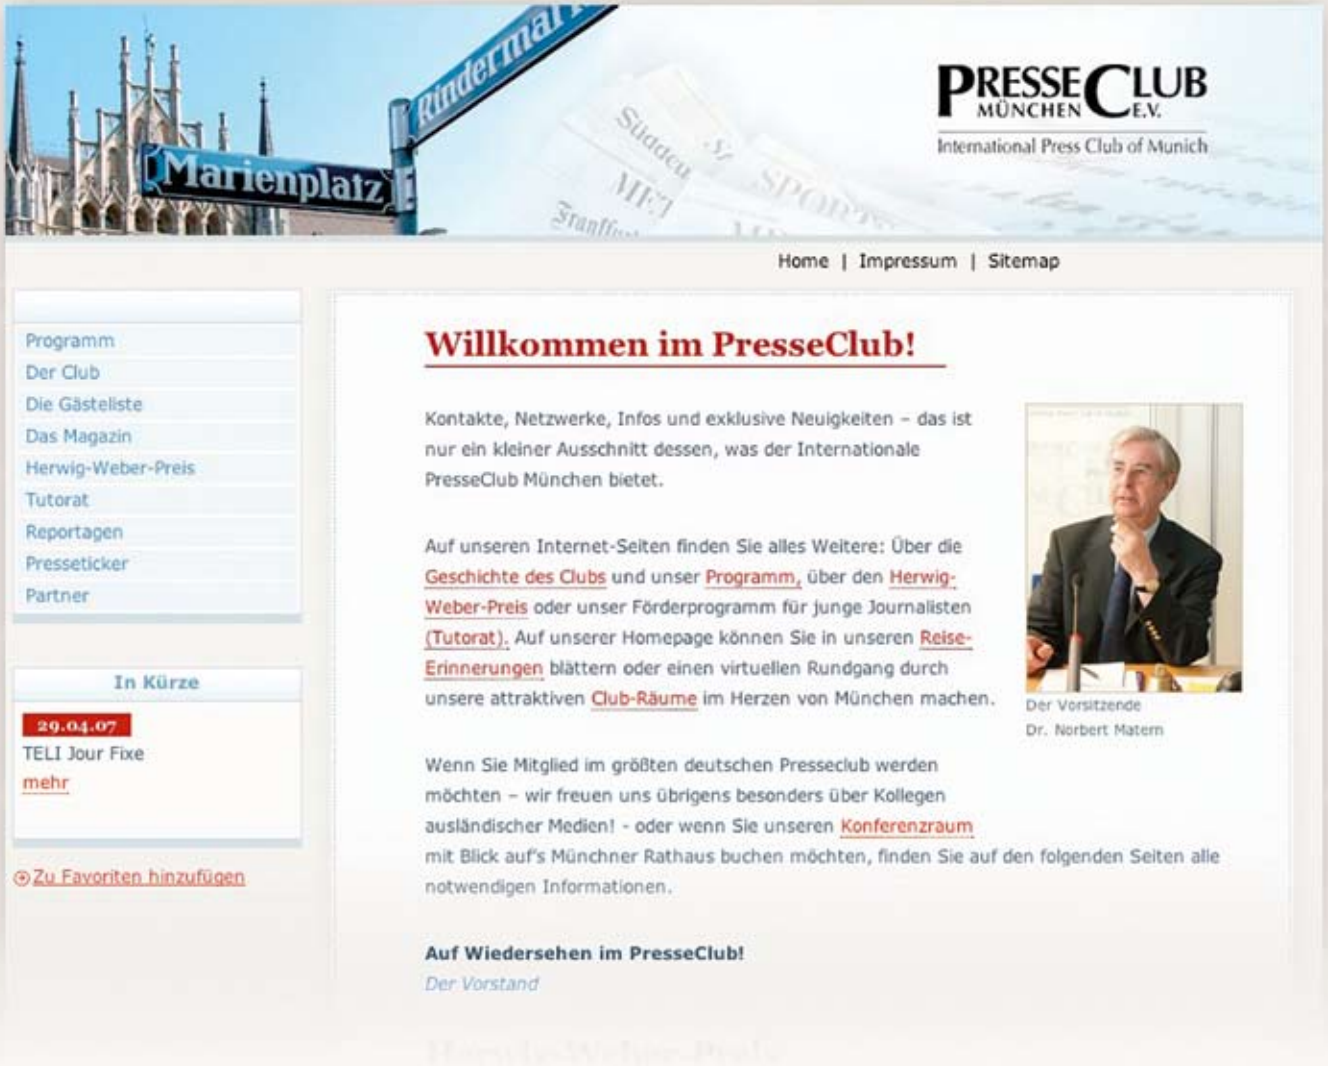 Rindermar
Marienplatz
Süddeu
SPORT
PRESSECLUB
MÜNCHEN E.V.
International Press Club of Munich
Home | Impressum | Sitemap
Programm
Der Club
Die Gästeliste
Das Magazin
Herwig-Weber-Preis
Tutorat
Reportagen
Presseticker
Partner
In Kürze
29.04.07
TELI Jour Fixe
mehr
Zu Favoriten hinzufügen
Willkommen im PresseClub!
Kontakte, Netzwerke, Infos und exklusive Neuigkeiten – das ist
nur ein kleiner Ausschnitt dessen, was der Internationale
PresseClub München bietet.
Auf unseren Internet-Seiten finden Sie alles Weitere: Über die
Geschichte des Clubs und unser Programm, über den Herwig-
Weber-Preis oder unser Förderprogramm für junge Journalisten
(Tutorat). Auf unserer Homepage können Sie in unseren Reise-
Erinnerungen blättern oder einen virtuellen Rundgang durch
unsere attraktiven Club-Räume im Herzen von München machen.
Der Vorsitzende
Dr. Norbert Matern
Wenn Sie Mitglied im größten deutschen Presseclub werden
möchten – wir freuen uns übrigens besonders über Kollegen
ausländischer Medien! - oder wenn Sie unseren Konferenzraum
mit Blick auf's Münchner Rathaus buchen möchten, finden Sie auf den folgenden Seiten alle
notwendigen Informationen.
Auf Wiedersehen im PresseClub!
Der Vorstand
Herwig-Weber-Preis